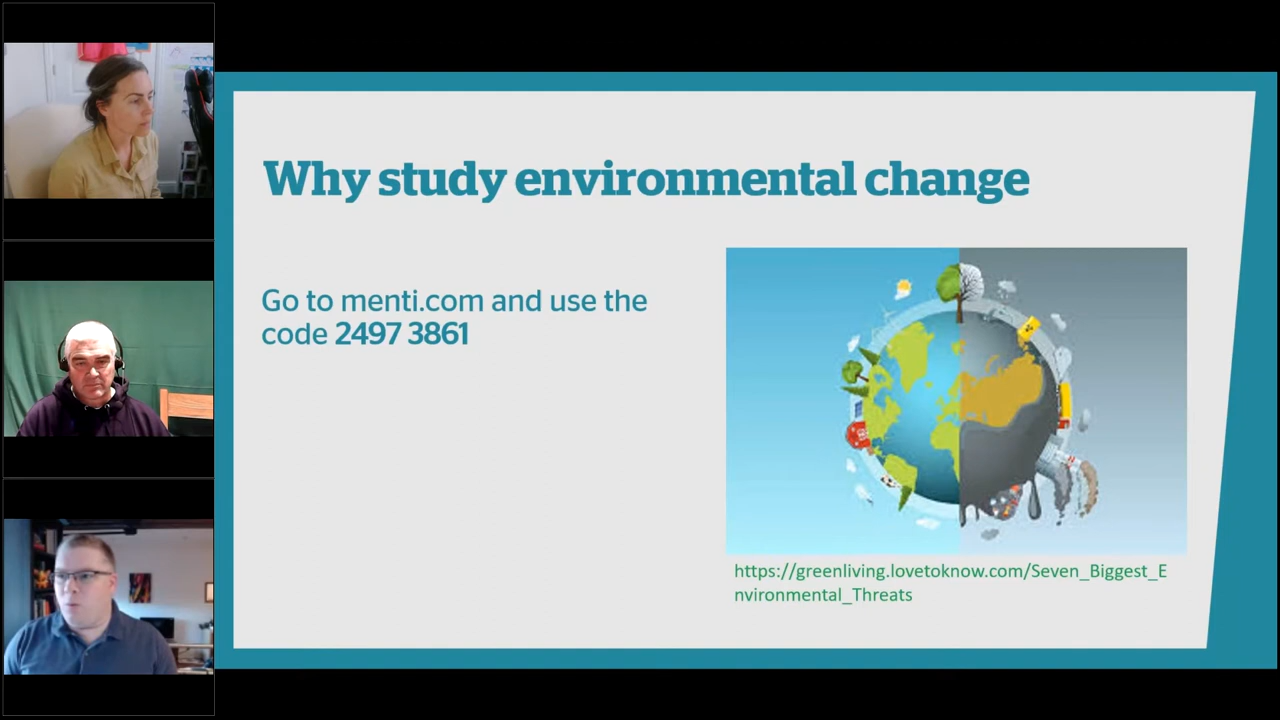 Why study environmental change
Go to menti.com and use the
code 2497 3861
https://greenliving.lovetoknow.com/Seven_Biggest_E
nvironmental_Threats